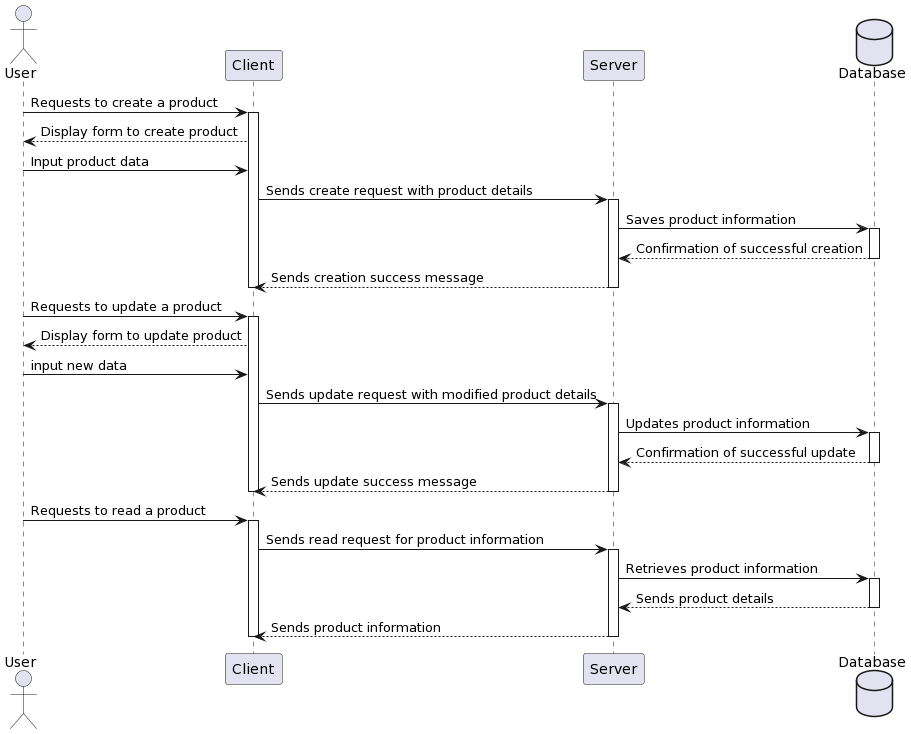 User
Client
Server
Database
Requests to create a product
Display form to create product
Input product data
Sends create request with product details
Saves product information
Confirmation of successful creation
Sends creation success message
Requests to update a product
Display form to update product
input new data
Sends update request with modified product details
Updates product information
Confirmation of successful update
Sends update success message
Requests to read a product
Sends read request for product information
Retrieves product information
Sends product details
Sends product information
User
Client
Server
Database